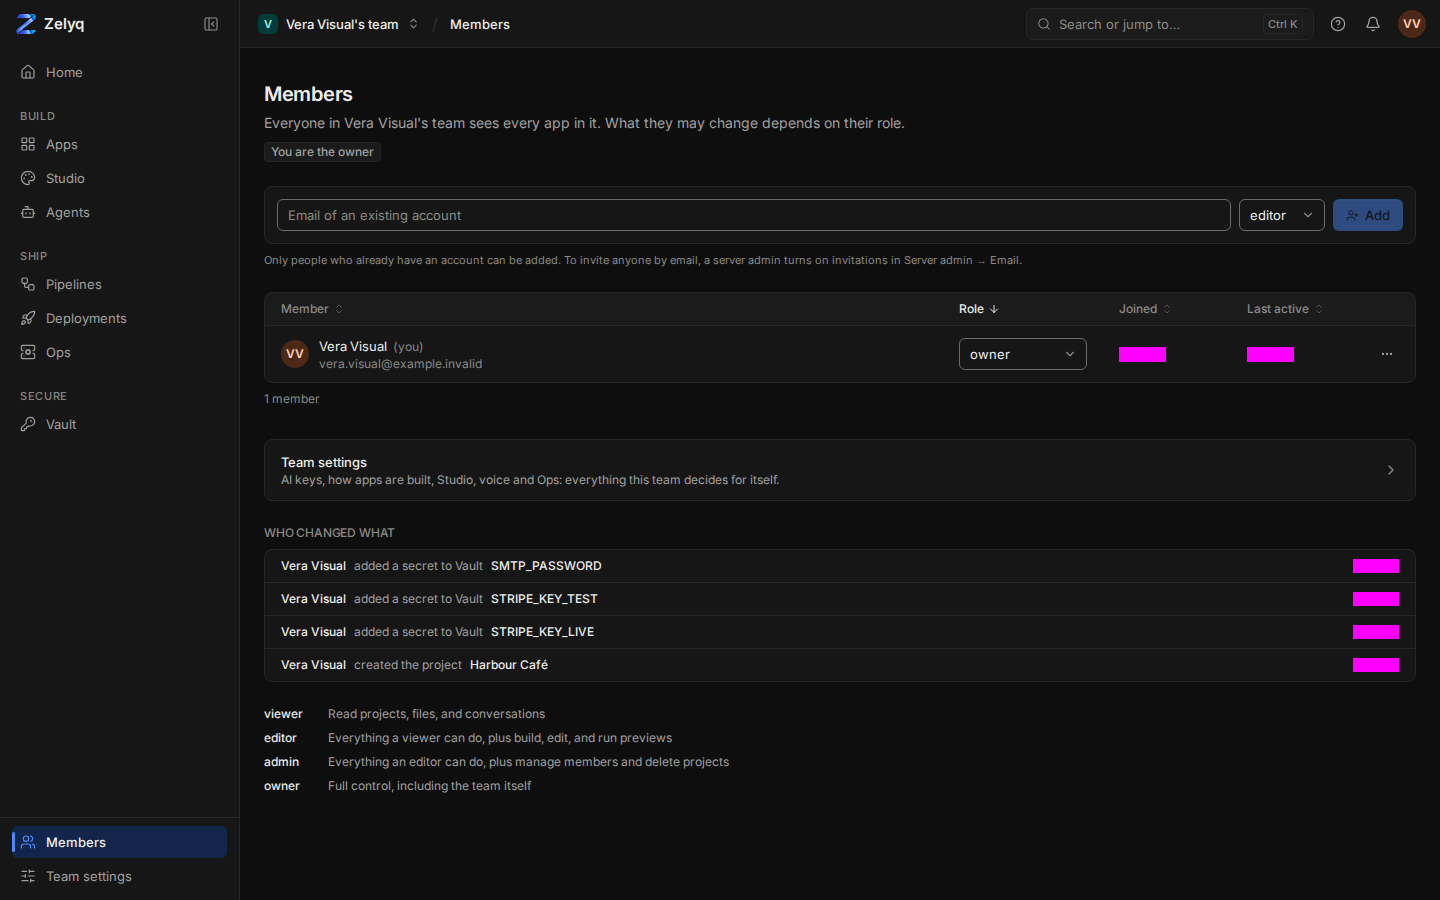 Zelyq
V Vera Visual's team / Members
Search or jump to... Ctrl K
VV
Home
BUILD
Apps
Studio
Agents
SHIP
Pipelines
Deployments
Ops
SECURE
Vault
Members
Team settings
Members
Everyone in Vera Visual's team sees every app in it. What they may change depends on their role.
You are the owner
Email of an existing account editor Add
Only people who already have an account can be added. To invite anyone by email, a server admin turns on invitations in Server admin → Email.
Member Role ↓ Joined Last active
VV Vera Visual (you) owner
vera.visual@example.invalid
1 member
Team settings
AI keys, how apps are built, Studio, voice and Ops: everything this team decides for itself.
WHO CHANGED WHAT
Vera Visual added a secret to Vault SMTP_PASSWORD
Vera Visual added a secret to Vault STRIPE_KEY_TEST
Vera Visual added a secret to Vault STRIPE_KEY_LIVE
Vera Visual created the project Harbour Café
viewer Read projects, files, and conversations
editor Everything a viewer can do, plus build, edit, and run previews
admin Everything an editor can do, plus manage members and delete projects
owner Full control, including the team itself